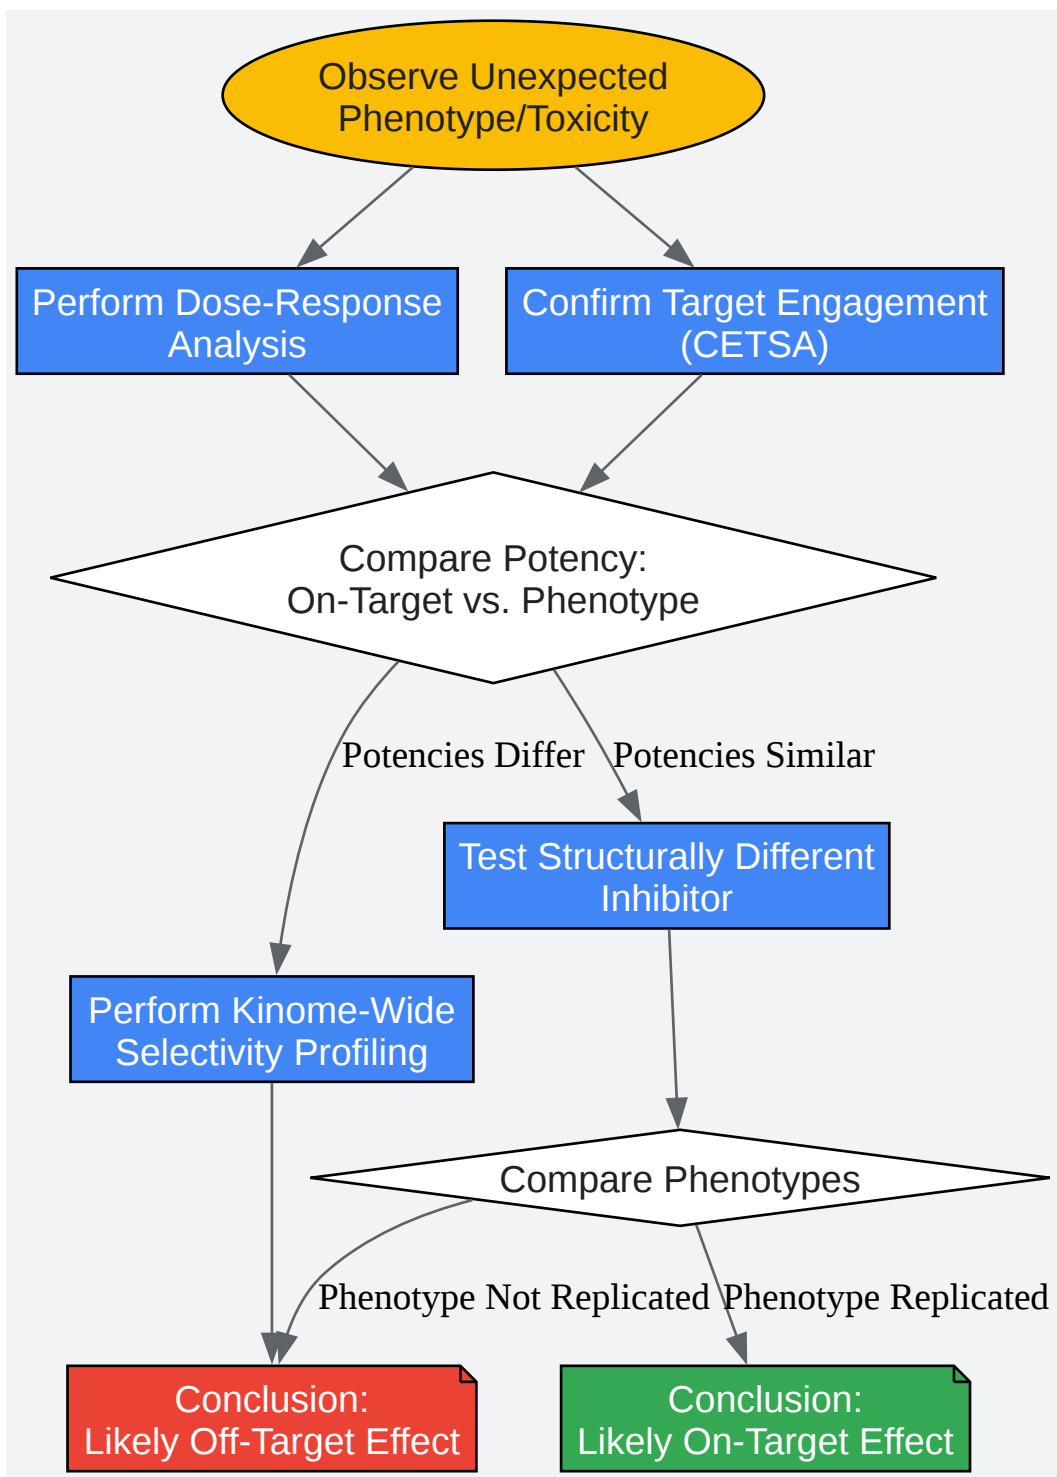 Observe Unexpected
Phenotype/Toxicity
Perform Dose-Response
Analysis
Confirm Target Engagement
(CETSA)
Compare Potency:
On-Target vs. Phenotype
Potencies Differ
Potencies Similar
Test Structurally Different
Inhibitor
Perform Kinome-Wide
Selectivity Profiling
Compare Phenotypes
Phenotype Not Replicated
Phenotype Replicated
Conclusion:
Likely Off-Target Effect
Conclusion:
Likely On-Target Effect